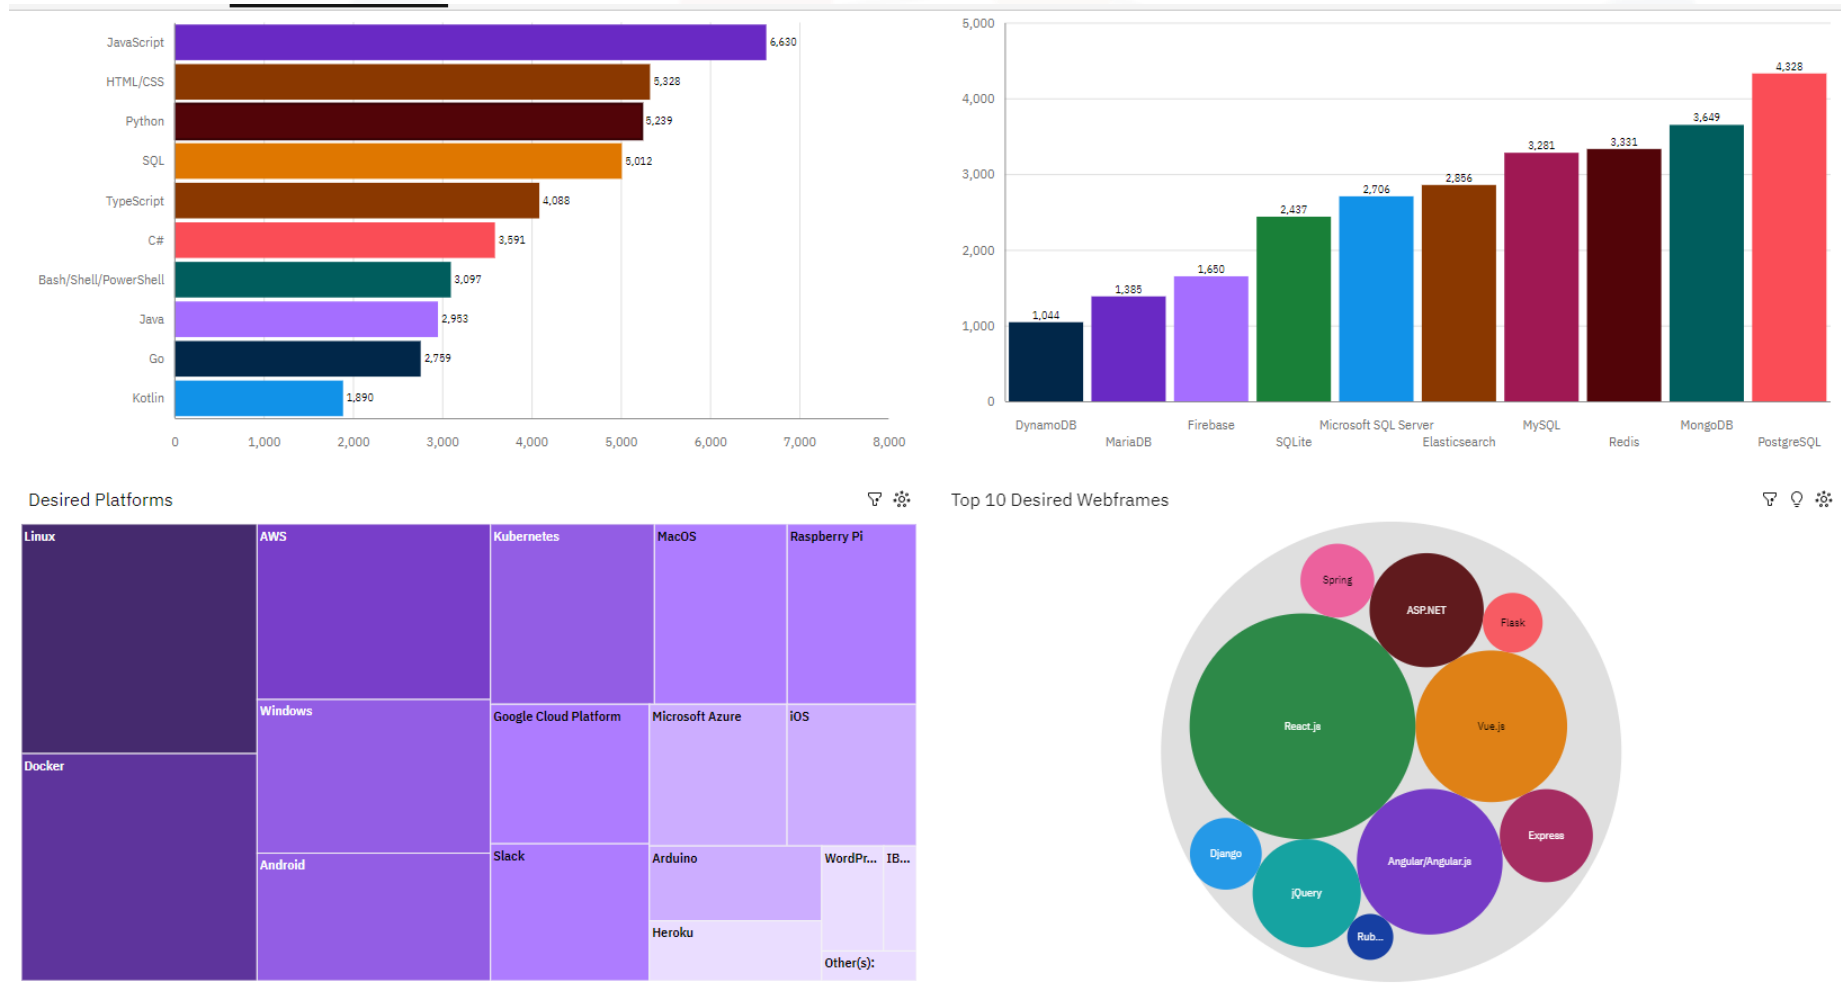 JavaScript 6,630
HTML/CSS 5,328
Python 5,239
SQL 5,012
TypeScript 4,088
C# 3,591
Bash/Shell/PowerShell 3,097
Java 2,953
Go 2,759
Kotlin 1,890
0 1,000 2,000 3,000 4,000 5,000 6,000 7,000 8,000
5,000
4,000
3,000
2,000
1,000
0
1,044
1,385
1,650
2,437
2,706
2,856
3,281
3,331
3,649
4,328
DynamoDB
MariaDB
Firebase
SQLite
Microsoft SQL Server
Elasticsearch
MySQL
Redis
MongoDB
PostgreSQL
Desired Platforms
Linux
Docker
AWS
Windows
Android
Kubernetes
Google Cloud Platform
Slack
MacOS
Raspberry Pi
Microsoft Azure
iOS
Arduino
Heroku
WordPr...
IB...
Other(s):
Top 10 Desired Webframes
Spring
ASP.NET
Flask
React.js
Vue.js
Express
Django
Angular/Angular.js
jQuery
Rub...